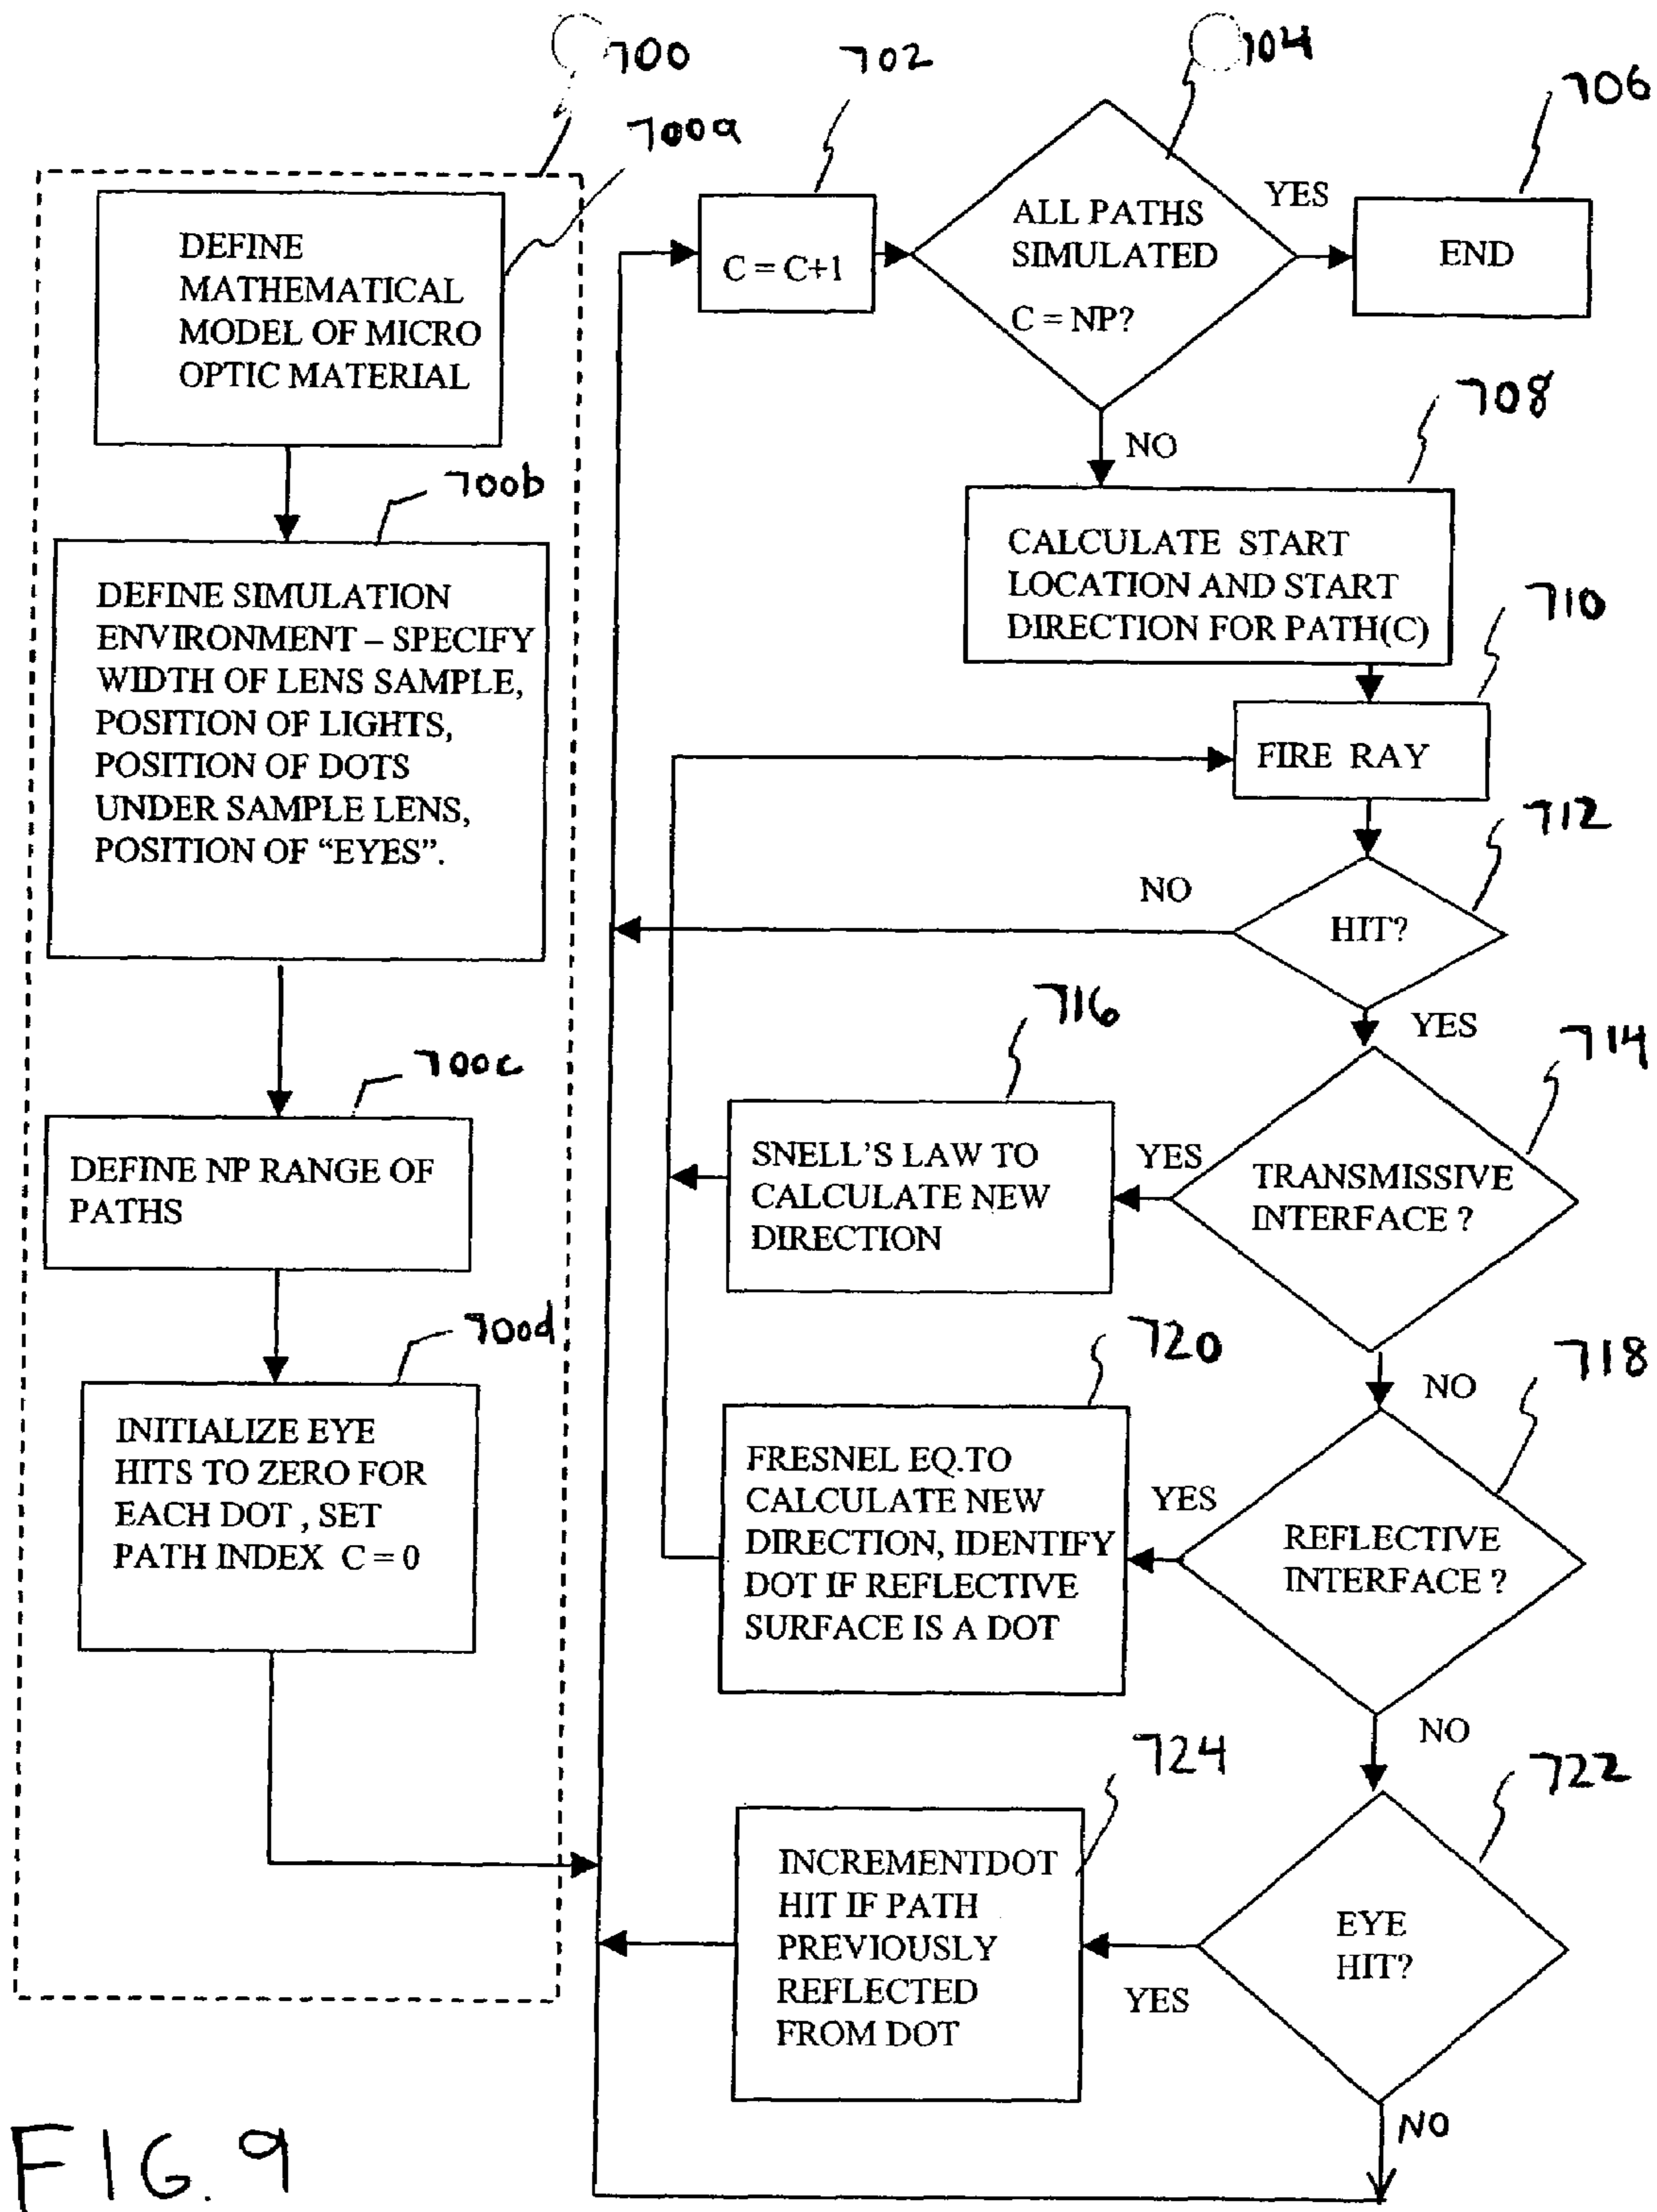 700
702
704
706
700a
DEFINE
MATHEMATICAL
MODEL OF MICRO
OPTIC MATERIAL
C = C+1
ALL PATHS
SIMULATED
C = NP?
YES
END
NO
708
700b
DEFINE SIMULATION
ENVIRONMENT – SPECIFY
WIDTH OF LENS SAMPLE,
POSITION OF LIGHTS,
POSITION OF DOTS
UNDER SAMPLE LENS,
POSITION OF “EYES”.
CALCULATE START
LOCATION AND START
DIRECTION FOR PATH(C)
710
FIRE RAY
712
NO
HIT?
YES
700c
DEFINE NP RANGE OF
PATHS
716
714
SNELL'S LAW TO
CALCULATE NEW
DIRECTION
YES
TRANSMISSIVE
INTERFACE ?
NO
700d
INITIALIZE EYE
HITS TO ZERO FOR
EACH DOT , SET
PATH INDEX C = 0
720
718
FRESNEL EQ.TO
CALCULATE NEW
DIRECTION, IDENTIFY
DOT IF REFLECTIVE
SURFACE IS A DOT
YES
REFLECTIVE
INTERFACE ?
NO
724
722
INCREMENTDOT
HIT IF PATH
PREVIOUSLY
REFLECTED
FROM DOT
YES
EYE
HIT?
NO
FIG. 9